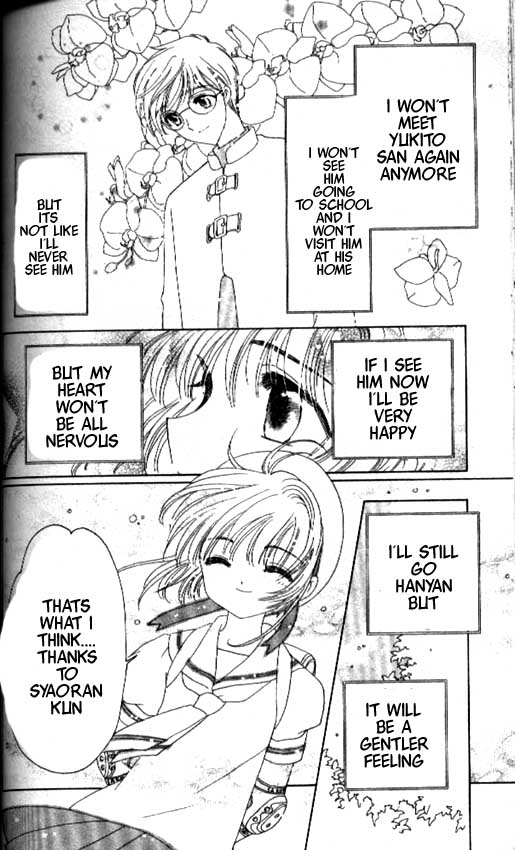 I WON'T
MEET
YUKITO
SAN AGAIN
ANYMORE
I WON'T
SEE
HIM
GOING
TO SCHOOL
AND I
WON'T
VISIT HIM
AT HIS
HOME
BUT
ITS
NOT LIKE
I'LL
NEVER
SEE HIM
IF I SEE
HIM NOW
I'LL BE
VERY
HAPPY
BUT MY
HEART
WON'T
BE ALL
NERVOUS
I'LL STILL
GO
HANYAN
BUT
IT WILL
BE A
GENTLER
FEELING
THATS
WHAT I
THINK....
THANKS
TO
SYAORAN
KUN